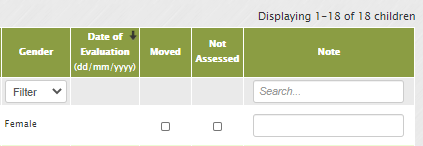 Displaying 1-18 of 18 children
Gender
Date of
Evaluation
(dd/mm/yyyy)
Moved
Not
Assessed
Note
Filter
Search...
Female